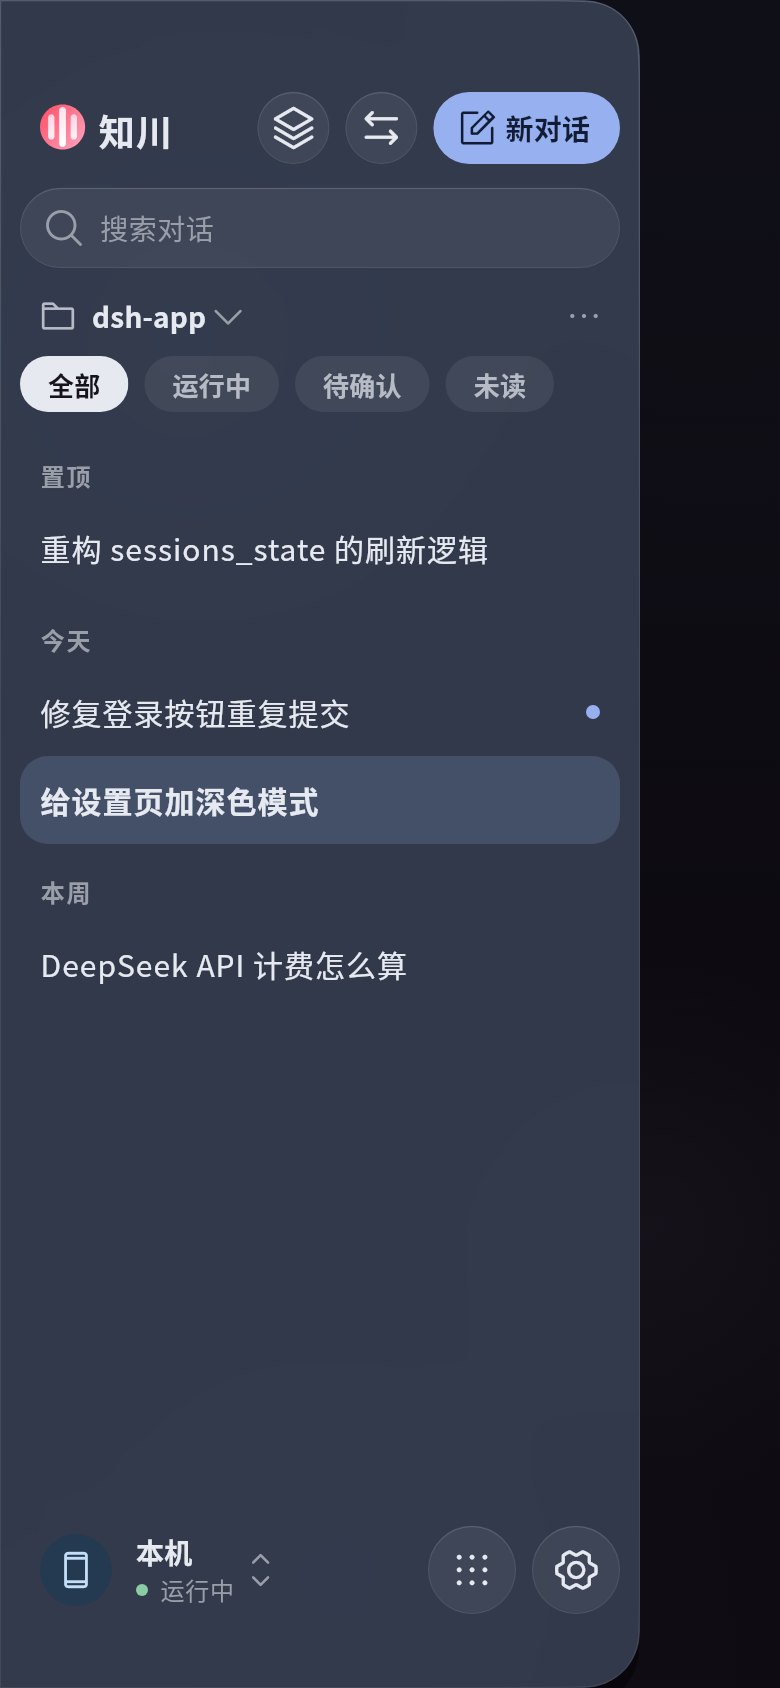 知川
新对话
搜索对话
dsh-app
全部 运行中 待确认 未读
置顶
重构 sessions_state 的刷新逻辑
今天
修复登录按钮重复提交
给设置页加深色模式
本周
DeepSeek API 计费怎么算
本机
运行中